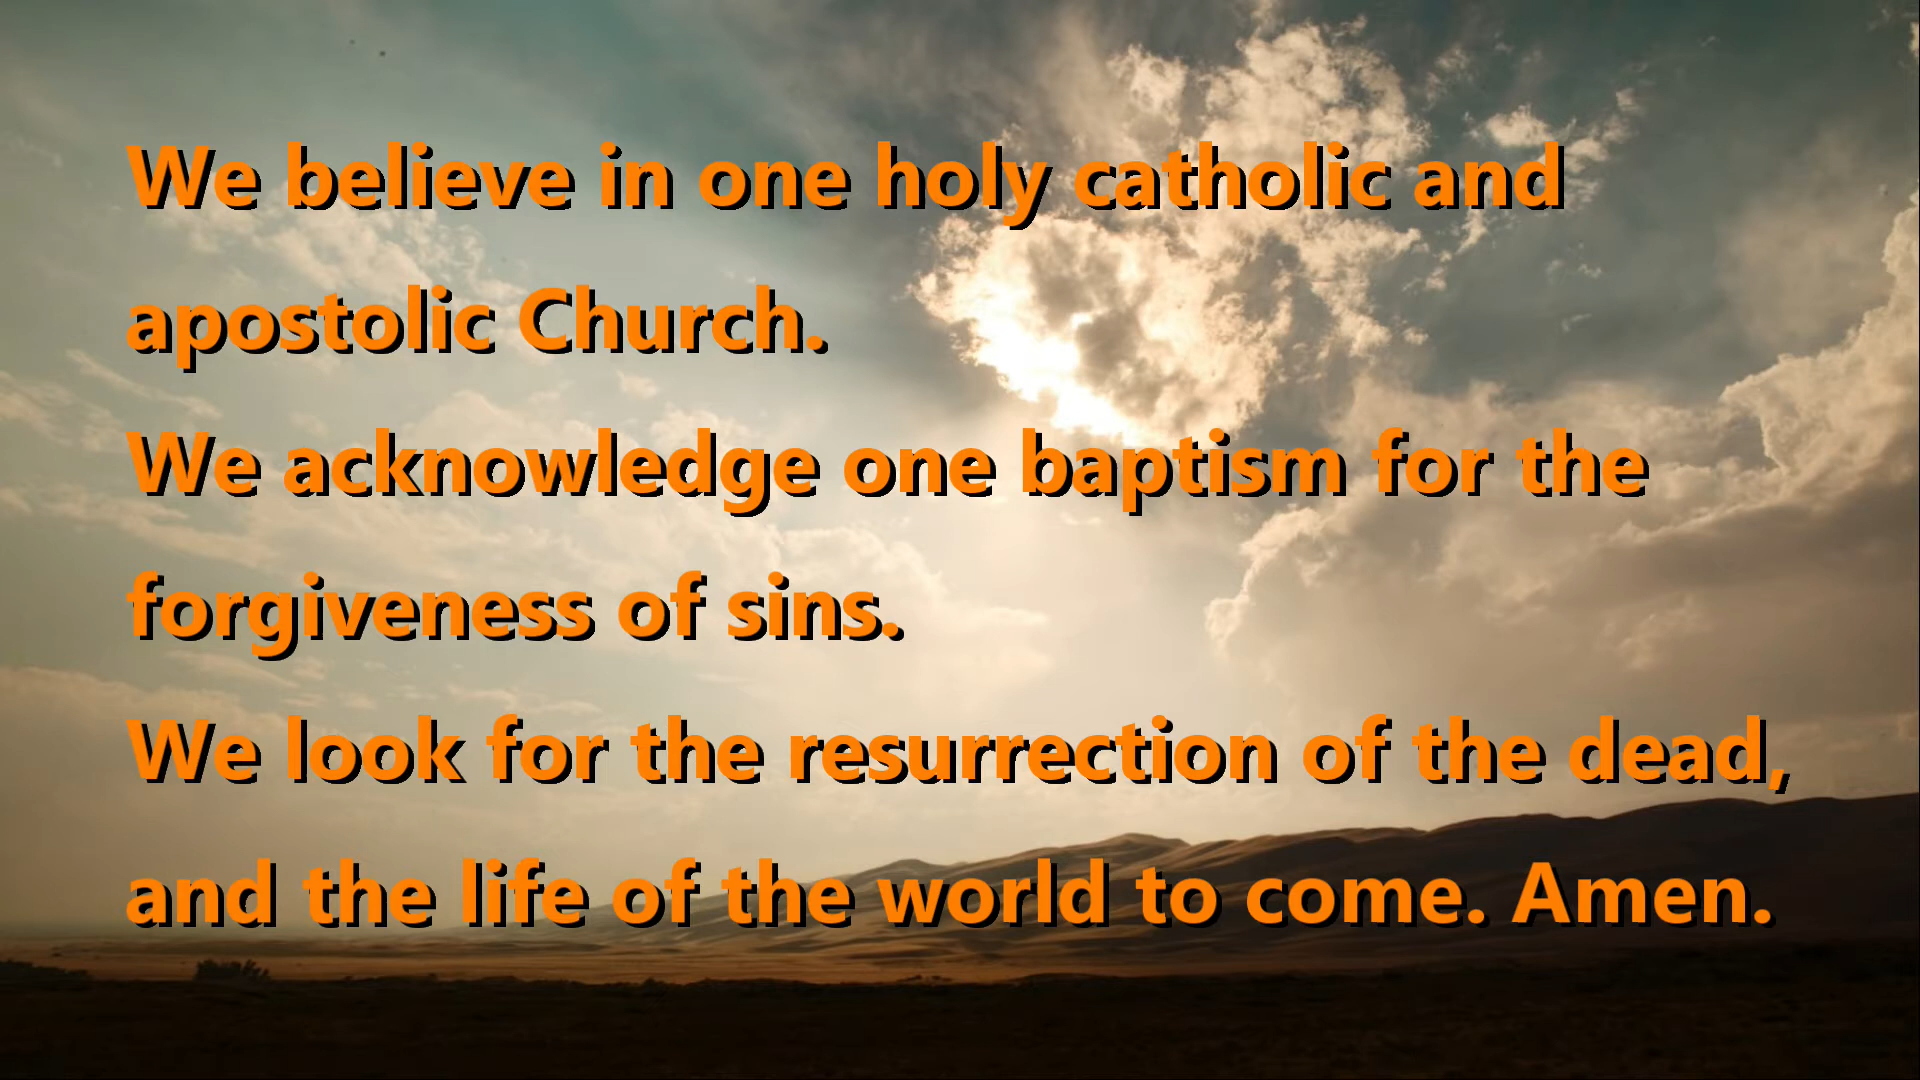 We believe in one holy catholic and
apostolic Church.
We acknowledge one baptism for the
forgiveness of sins.
We look for the resurrection of the dead,
and the life of the world to come. Amen.